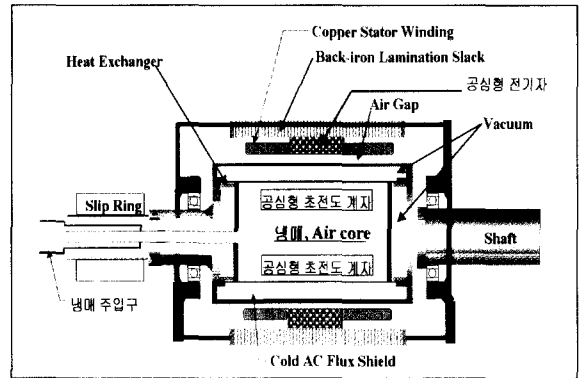 Copper Stator Winding
Back-iron Lamination Slack
Heat Exchanger
공심형 전기자
Air Gap
Vacuum
Slip Ring
공심형 초전도 계자
냉매, Air core
Shaft
공심형 초전도 계자
냉매 주입구
Cold AC Flux Shield